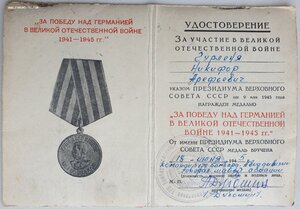 „ЗА ПОБЕДУ НАД ГЕРМАНИЕЙ
В ВЕЛИКОЙ ОТЕЧЕСТВЕННОЙ ВОЙНЕ
1941—1945 гг."
УДОСТОВЕРЕНИЕ
ЗА УЧАСТИЕ В ВЕЛИКОЙ
ОТЕЧЕСТВЕННОЙ ВОЙНЕ
Никифор
Арефьевич
УКАЗОМ ПРЕЗИДИУМА ВЕРХОВНОГО
СОВЕТА СССР от 9 мая 1945 года
НАГРАЖДЕН МЕДАЛЬЮ
„ЗА ПОБЕДУ НАД ГЕРМАНИЕЙ
В ВЕЛИКОЙ ОТЕЧЕСТВЕННОЙ
ВОЙНЕ 1941—1945 гг."
ОТ ИМЕНИ ПРЕЗИДИУМА ВЕРХОВНОГО
СОВЕТА СССР МЕДАЛЬ ВРУЧЕНА
М. П.